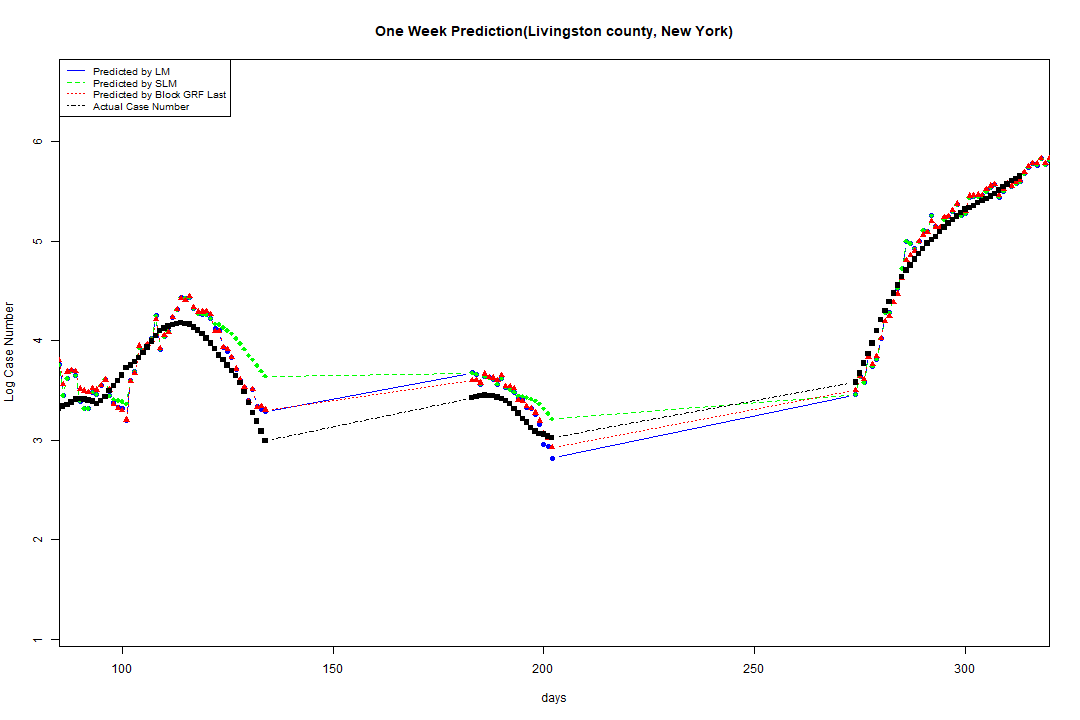 One Week Prediction(Livingston county, New York)
Predicted by LM
Predicted by SLM
Predicted by Block GRF Last
Actual Case Number
6
5
4
3
2
1
Log Case Number
100
150
200
250
300
days